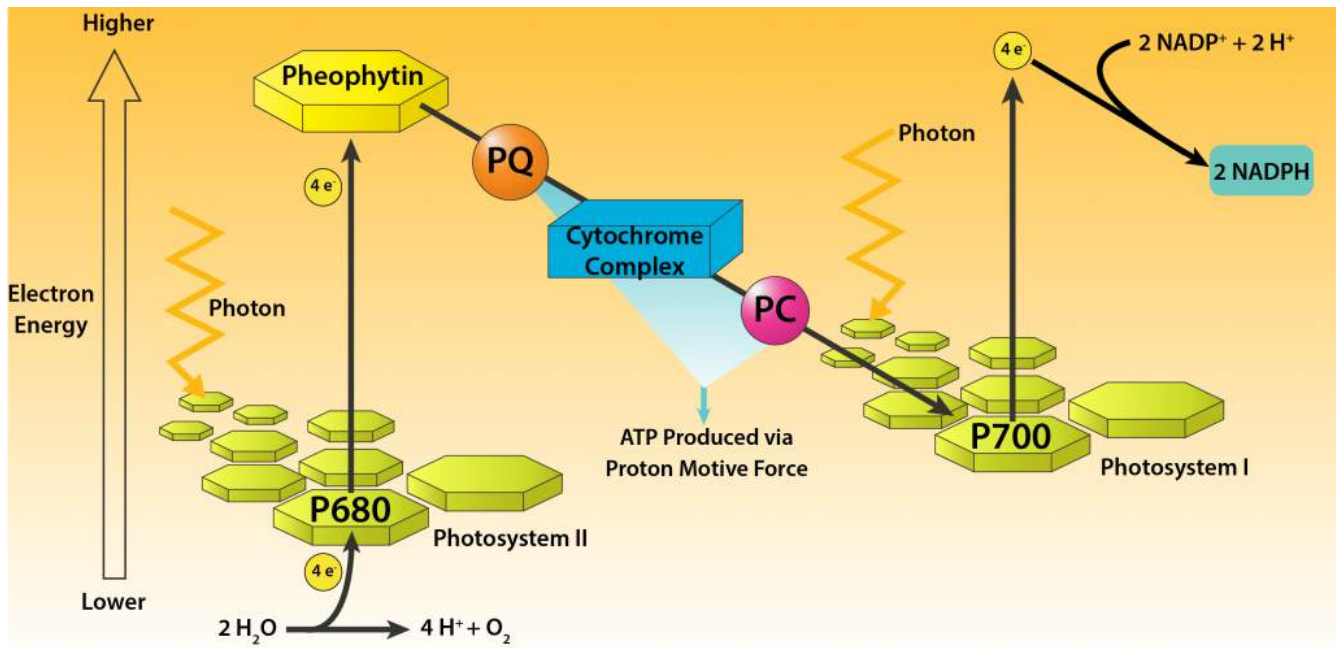 Higher
Electron
Energy
Lower
Photon
Pheophytin
4 e⁻
P680
Photosystem II
4 e⁻
2 H₂O
4 H⁺ + O₂
PQ
Cytochrome
Complex
PC
ATP Produced via
Proton Motive Force
Photon
P700
Photosystem I
4 e⁻
2 NADP⁺ + 2 H⁺
2 NADPH